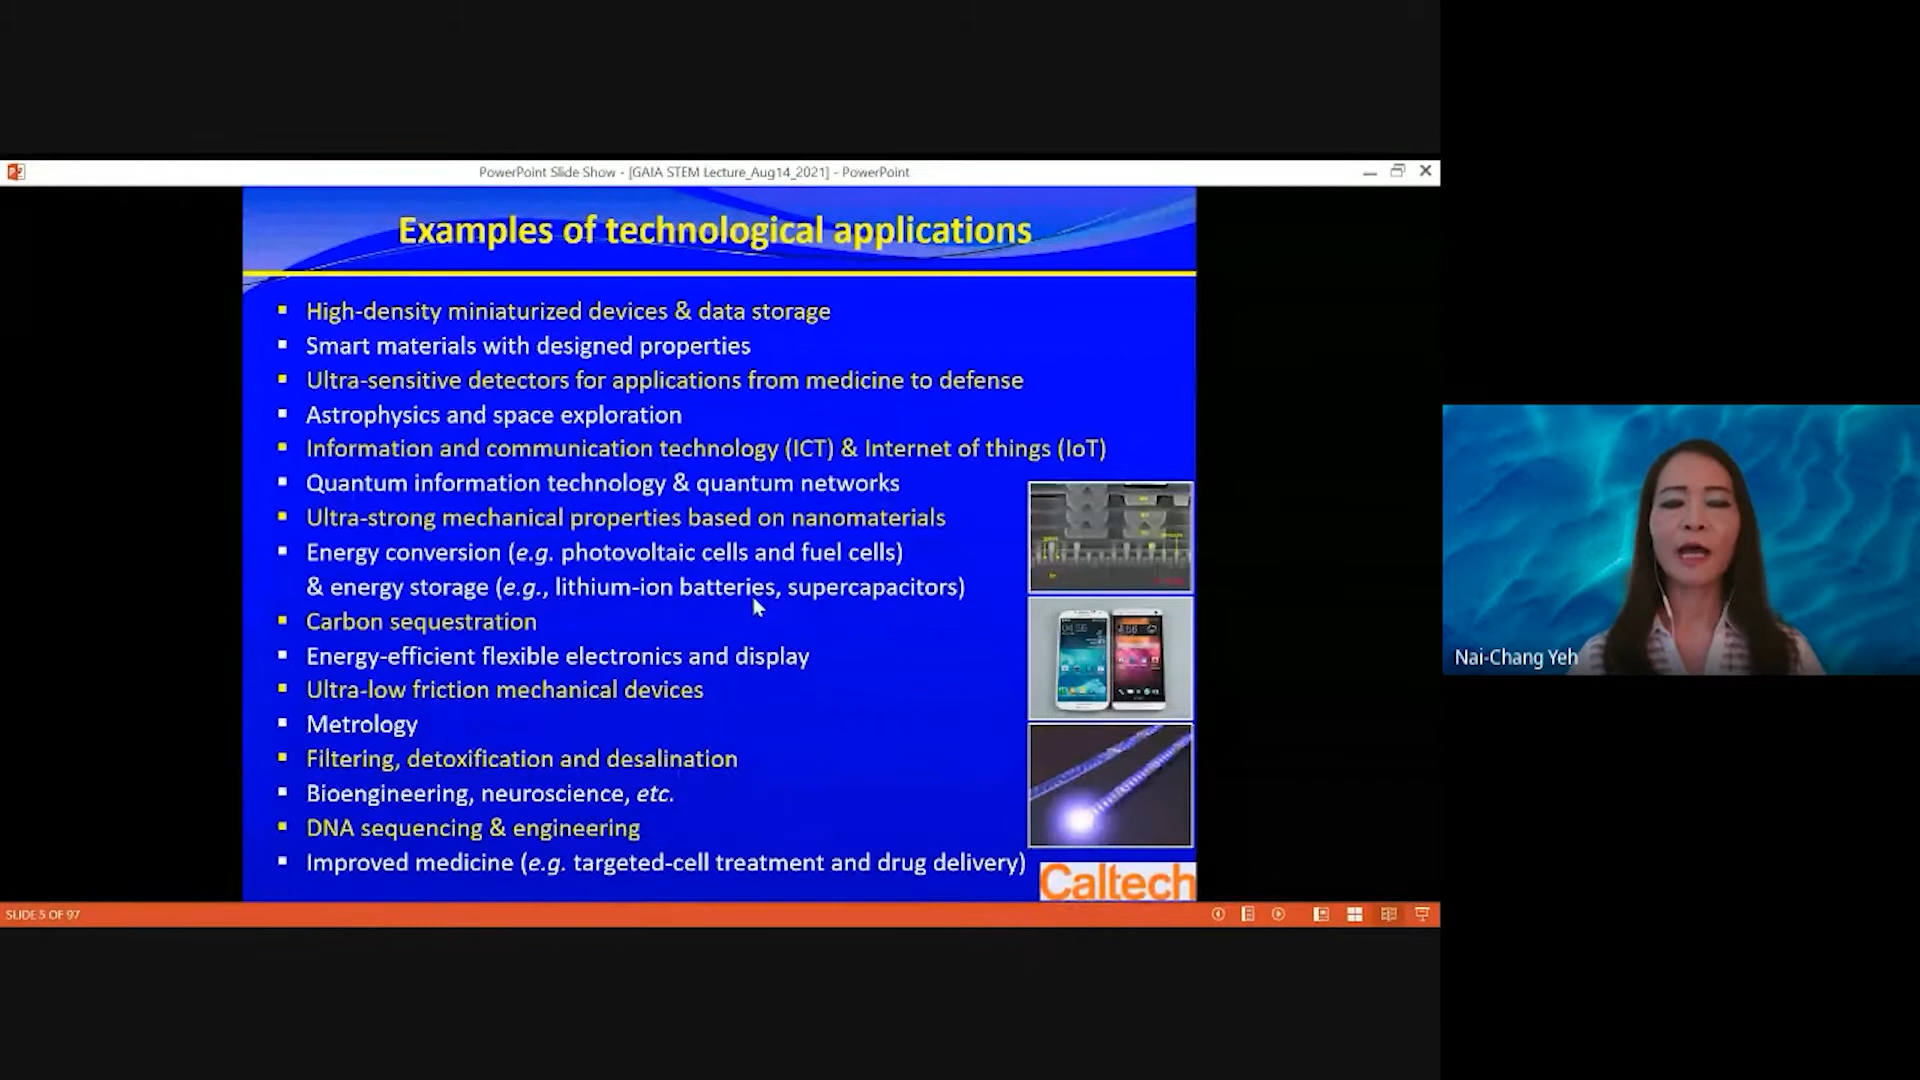 PowerPoint Slide Show - [GAIA STEM Lecture_Aug14_2021] - PowerPoint
Examples of technological applications
High-density miniaturized devices & data storage
Smart materials with designed properties
Ultra-sensitive detectors for applications from medicine to defense
Astrophysics and space exploration
Information and communication technology (ICT) & Internet of things (IoT)
Quantum information technology & quantum networks
Ultra-strong mechanical properties based on nanomaterials
Energy conversion (e.g. photovoltaic cells and fuel cells)
& energy storage (e.g., lithium-ion batteries, supercapacitors)
Carbon sequestration
Energy-efficient flexible electronics and display
Ultra-low friction mechanical devices
Metrology
Filtering, detoxification and desalination
Bioengineering, neuroscience, etc.
DNA sequencing & engineering
Improved medicine (e.g. targeted-cell treatment and drug delivery)
Caltech
Nai-Chang Yeh
SLIDE 5 OF 97